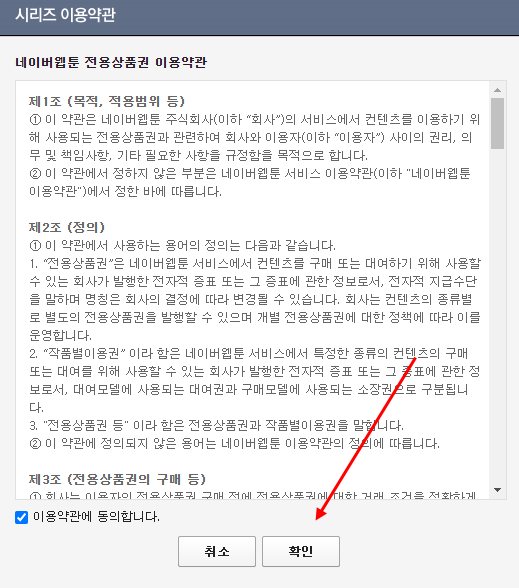 시리즈 이용약관
네이버웹툰 전용상품권 이용약관
제1조 (목적, 적용범위 등)
① 이 약관은 네이버웹툰 주식회사(이하 “회사”)의 서비스에서 컨텐츠를 이용하기 위
해 사용되는 전용상품권과 관련하여 회사와 이용자(이하 “이용자”) 사이의 권리, 의
무 및 책임사항, 기타 필요한 사항을 규정함을 목적으로 합니다.
② 이 약관에서 정하지 않은 부분은 네이버웹툰 서비스 이용약관(이하 "네이버웹툰
이용약관")에서 정한 바에 따릅니다.
제2조 (정의)
① 이 약관에서 사용하는 용어의 정의는 다음과 같습니다.
1. “전용상품권”은 네이버웹툰 서비스에서 컨텐츠를 구매 또는 대여하기 위해 사용할
수 있는 회사가 발행한 전자적 증표 또는 그 증표에 관한 정보로서, 전자적 지급수단
을 말하며 명칭은 회사의 결정에 따라 변경될 수 있습니다. 회사는 컨텐츠의 종류별
로 별도의 전용상품권을 발행할 수 있으며 개별 전용상품권에 대한 정책에 따라 이를
운영합니다.
2. “작품별이용권” 이라 함은 네이버웹툰 서비스에서 특정한 종류의 컨텐츠의 구매
또는 대여를 위해 사용할 수 있는 회사가 발행한 전자적 증표 또는 그 증표에 관한 정
보로서, 대여모델에 사용되는 대여권과 구매모델에 사용되는 소장권으로 구분됩니
다.
3. "전용상품권 등" 이라 함은 전용상품권과 작품별이용권을 말합니다.
② 이 약관에 정의되지 않은 용어는 네이버웹툰 이용약관의 정의에 따릅니다.
제3조 (전용상품권의 구매 등)
① 회사는 이용자의 전용상품권 구매 전에 전용상품권에 대한 거래 조건을 정확하게
이용약관에 동의합니다.
취소
확인